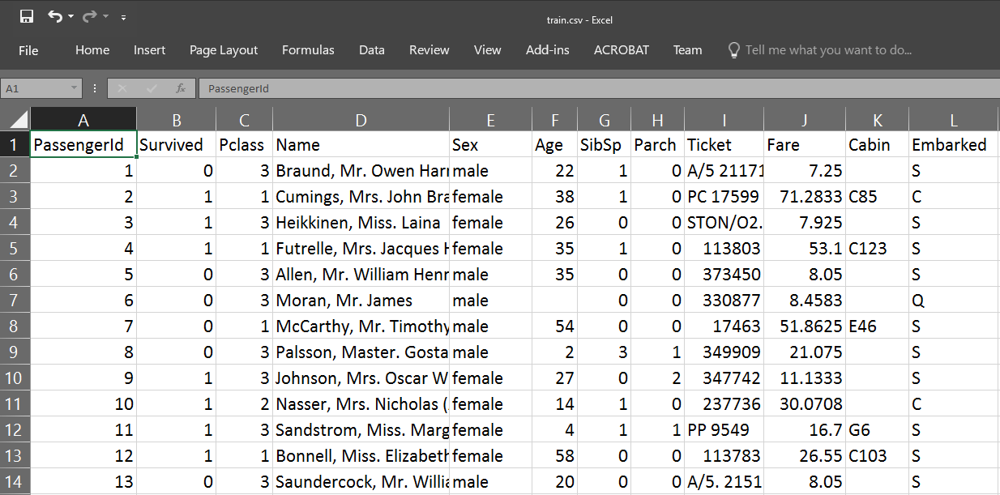 train.csv - Excel
File Home Insert Page Layout Formulas Data Review View Add-ins ACROBAT Team Tell me what you want to do...
A1 fx PassengerId
A B C D E F G H I J K L
1 PassengerId Survived Pclass Name Sex Age SibSp Parch Ticket Fare Cabin Embarked
2 1 0 3 Braund, Mr. Owen Harr male 22 1 0 A/5 21171 7.25 S
3 2 1 1 Cumings, Mrs. John Bra female 38 1 0 PC 17599 71.2833 C85 C
4 3 1 3 Heikkinen, Miss. Laina female 26 0 0 STON/O2. 7.925 S
5 4 1 1 Futrelle, Mrs. Jacques H female 35 1 0 113803 53.1 C123 S
6 5 0 3 Allen, Mr. William Henr male 35 0 0 373450 8.05 S
7 6 0 3 Moran, Mr. James male 0 0 330877 8.4583 Q
8 7 0 1 McCarthy, Mr. Timothy male 54 0 0 17463 51.8625 E46 S
9 8 0 3 Palsson, Master. Gosta male 2 3 1 349909 21.075 S
10 9 1 3 Johnson, Mrs. Oscar W female 27 0 2 347742 11.1333 S
11 10 1 2 Nasser, Mrs. Nicholas ( female 14 1 0 237736 30.0708 C
12 11 1 3 Sandstrom, Miss. Marg female 4 1 1 PP 9549 16.7 G6 S
13 12 1 1 Bonnell, Miss. Elizabeth female 58 0 0 113783 26.55 C103 S
14 13 0 3 Saundercock, Mr. Willia male 20 0 0 A/5. 2151 8.05 S